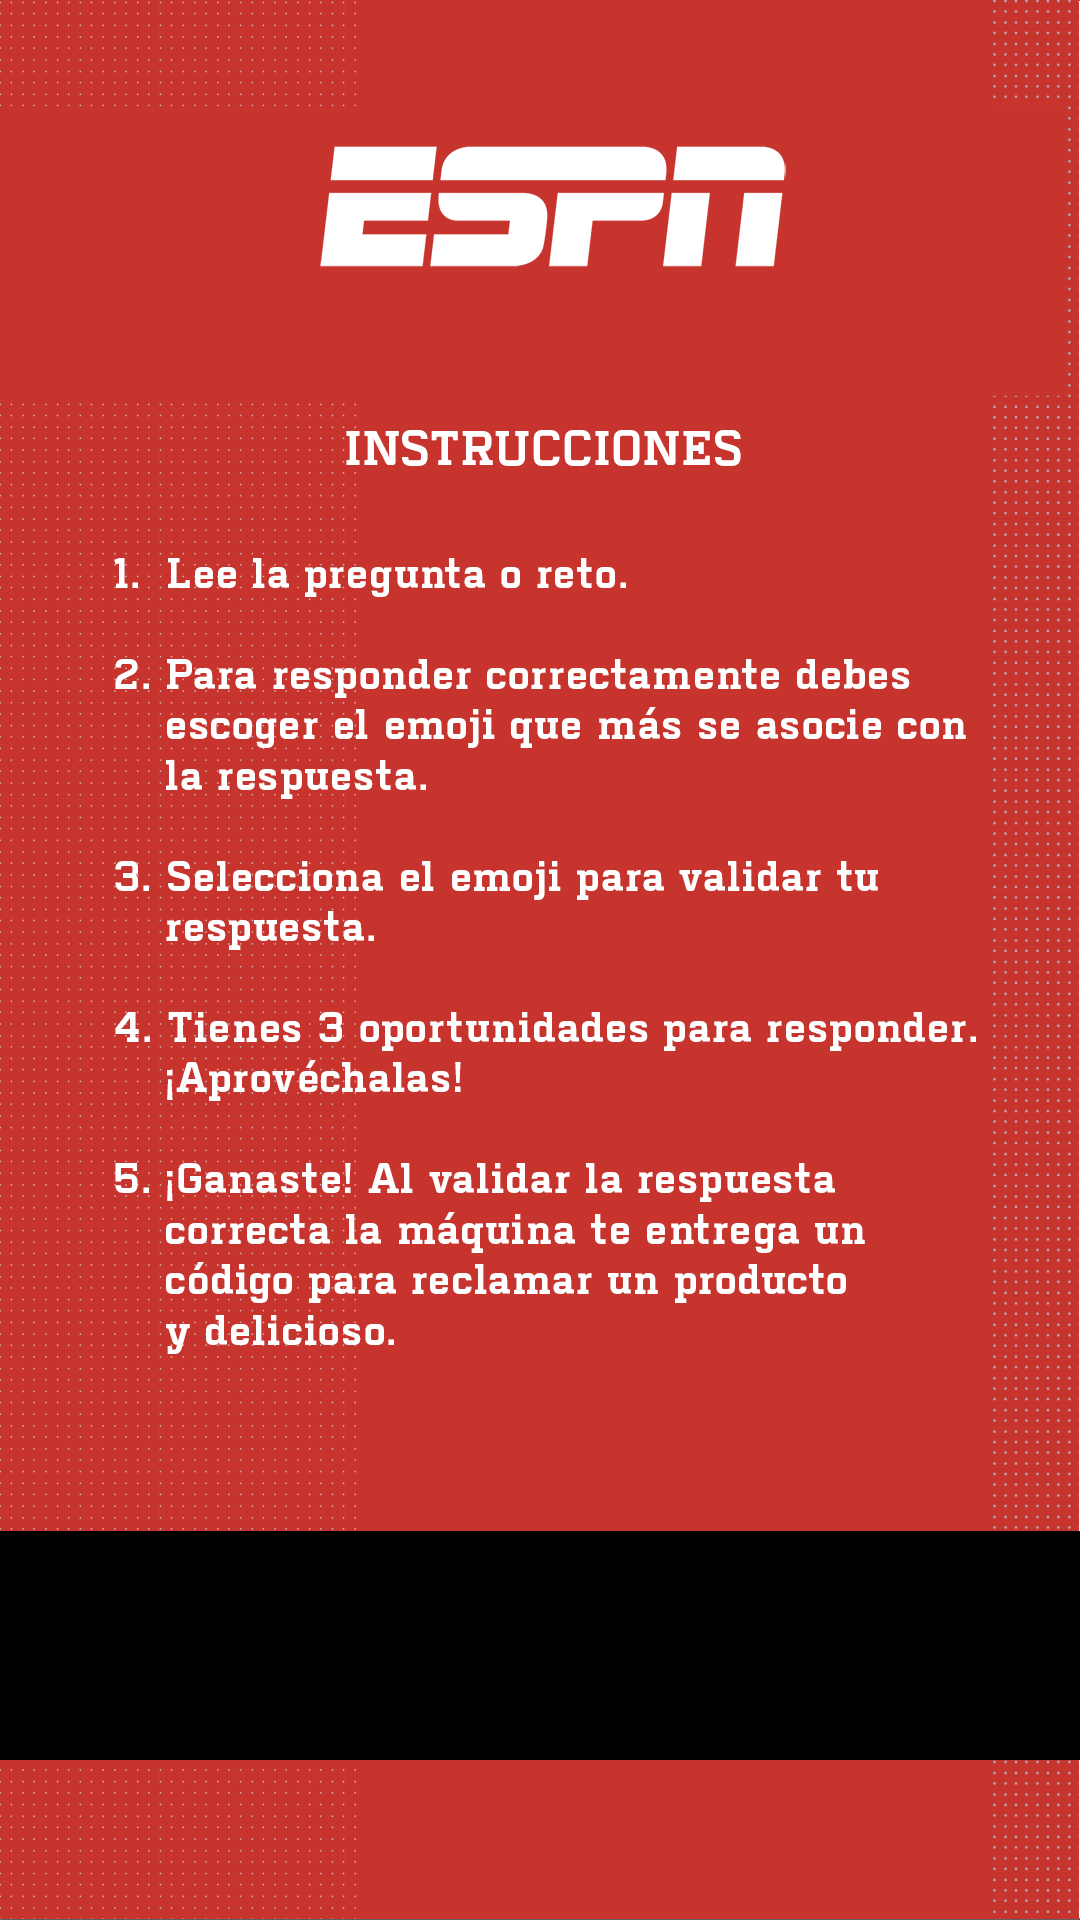 ESPN
INSTRUCCIONES
1. Lee la pregunta o reto.
2. Para responder correctamente debes
escoger el emoji que más se asocie con
la respuesta.
3. Selecciona el emoji para validar tu
respuesta.
4. Tienes 3 oportunidades para responder.
¡Aprovéchalas!
5. ¡Ganaste! Al validar la respuesta
correcta la máquina te entrega un
código para reclamar un producto
y delicioso.